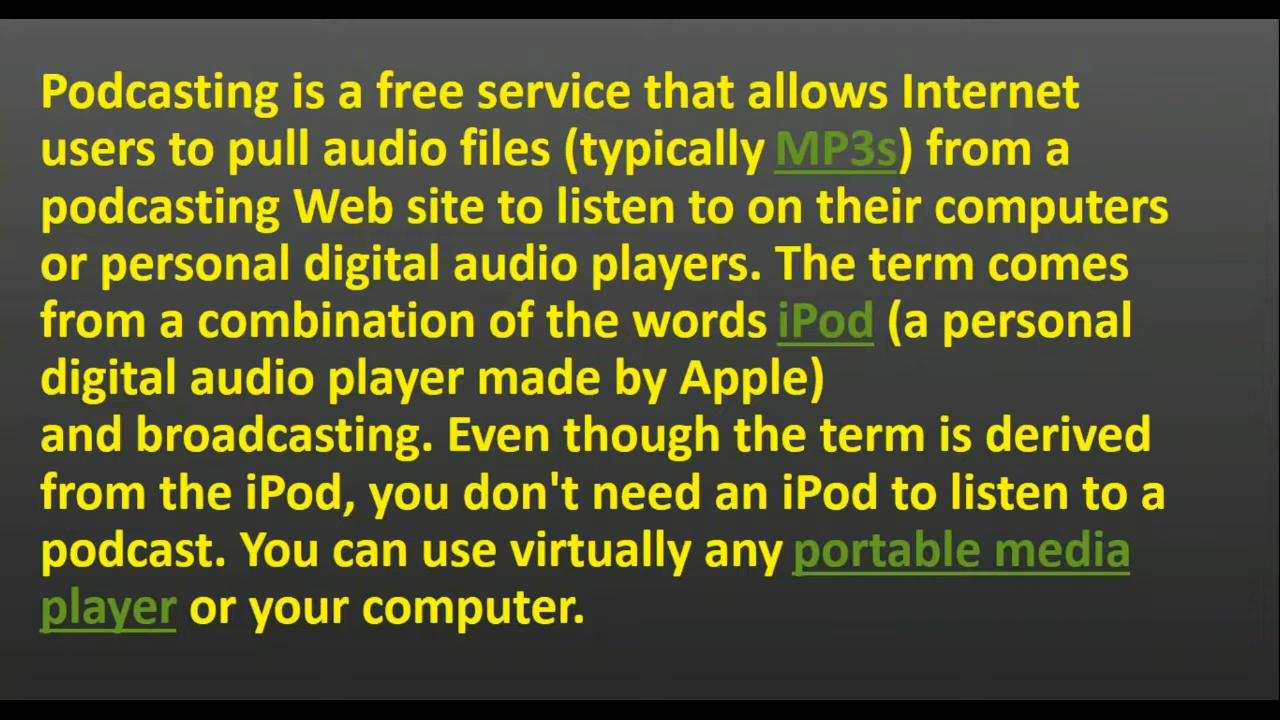 Podcasting is a free service that allows Internet
users to pull audio files (typically MP3s) from a
podcasting Web site to listen to on their computers
or personal digital audio players. The term comes
from a combination of the words iPod (a personal
digital audio player made by Apple)
and broadcasting. Even though the term is derived
from the iPod, you don't need an iPod to listen to a
podcast. You can use virtually any portable media
player or your computer.